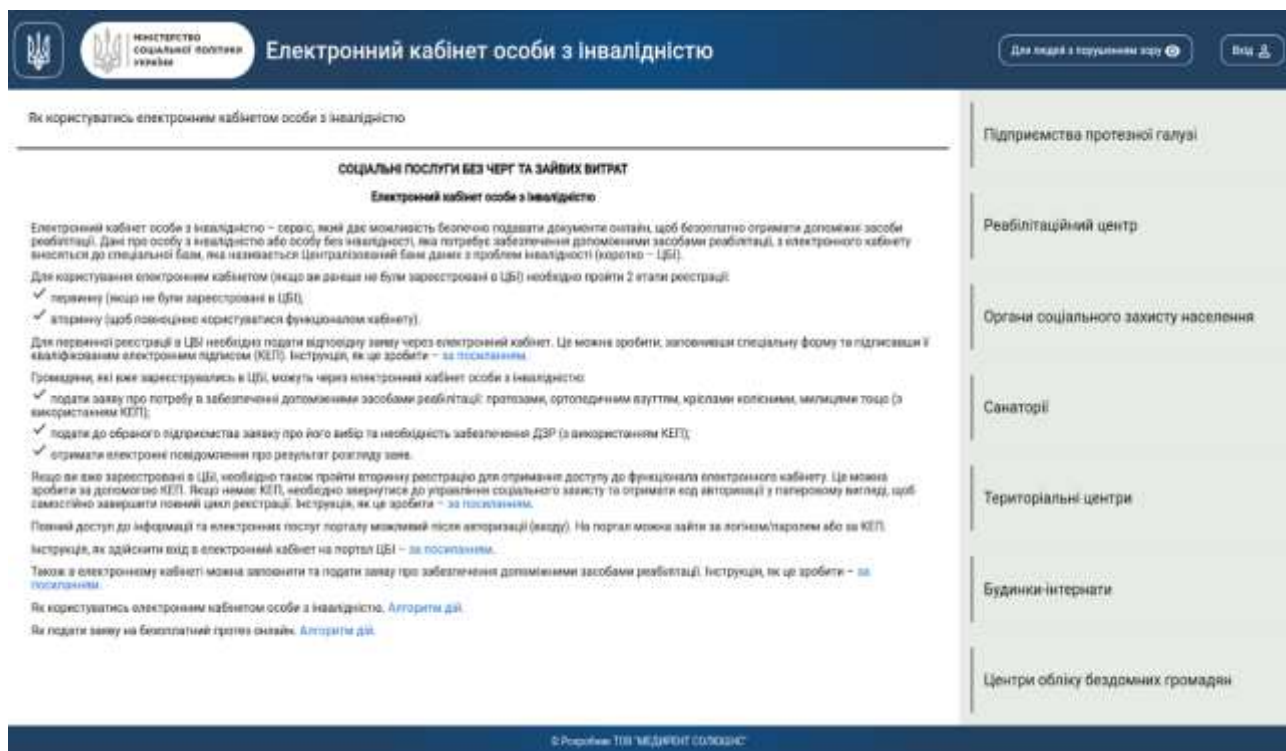 МІНІСТЕРСТВО
СОЦІАЛЬНОЇ ПОЛІТИКИ
УКРАЇНИ
Електронний кабінет особи з інвалідністю
Для людей з порушенням зору
Вхід
Як користуватись електронним кабінетом особи з інвалідністю
СОЦІАЛЬНІ ПОСЛУГИ БЕЗ ЧЕРГ ТА ЗАЙВИХ ВИТРАТ
Електронний кабінет особи з інвалідністю
Електронний кабінет особи з інвалідністю – сервіс, який дає можливість безпечно подавати документи онлайн, щоб безоплатно отримати допоміжні засоби
реабілітації. Дані про особу з інвалідністю або особу без інвалідності, яка потребує забезпечення допоміжними засобами реабілітації, з електронного кабінету
вносяться до спеціальної бази, яка називається Централізований банк даних з проблем інвалідності (коротко – ЦБІ).
Для користування електронним кабінетом (якщо ви раніше не були зареєстровані в ЦБІ) необхідно пройти 2 етапи реєстрації:
✓ первинну (якщо не були зареєстровані в ЦБІ);
✓ вторинну (щоб повноцінно користуватися функціоналом кабінету).
Для первинної реєстрації в ЦБІ необхідно подати відповідну заяву через електронний кабінет. Це можна зробити, заповнивши спеціальну форму та підписавши її
кваліфікованим електронним підписом (КЕП). Інструкція, як це зробити – за посиланням.
Громадяни, які вже зареєструвались в ЦБІ, можуть через електронний кабінет особи з інвалідністю:
✓ подати заяву про потребу в забезпеченні допоміжними засобами реабілітації: протезами, ортопедичним взуттям, кріслами колісними, милицями тощо (з
використанням КЕП);
✓ подати до обраного підприємства заявку про його вибір та необхідність забезпечення ДЗР (з використанням КЕП);
✓ отримати електронні повідомлення про результат розгляду заяв.
Якщо ви вже зареєстровані в ЦБІ, необхідно також пройти вторинну реєстрацію для отримання доступу до функціонала електронного кабінету. Це можна
зробити за допомогою КЕП. Якщо немає КЕП, необхідно звернутися до управління соціального захисту та отримати код авторизації у паперовому вигляді, щоб
самостійно завершити повний цикл реєстрації. Інструкція, як це зробити – за посиланням.
Повний доступ до інформації та електронних послуг порталу можливий після авторизації (входу). На портал можна зайти за логіном/паролем або за КЕП.
Інструкція, як здійснити вхід в електронний кабінет на портал ЦБІ – за посиланням.
Також в електронному кабінеті можна заповнити та подати заяву про забезпечення допоміжними засобами реабілітації. Інструкція, як це зробити – за
посиланням.
Як користуватись електронним кабінетом особи з інвалідністю. Алгоритм дій.
Як подати заяву на безоплатний протез онлайн. Алгоритм дій.
Підприємства протезної галузі
Реабілітаційний центр
Органи соціального захисту населення
Санаторії
Територіальні центри
Будинки-інтернати
Центри обліку бездомних громадян
© Розробник ТОВ "МЕДИРЕНТ СОЛЮШНС"